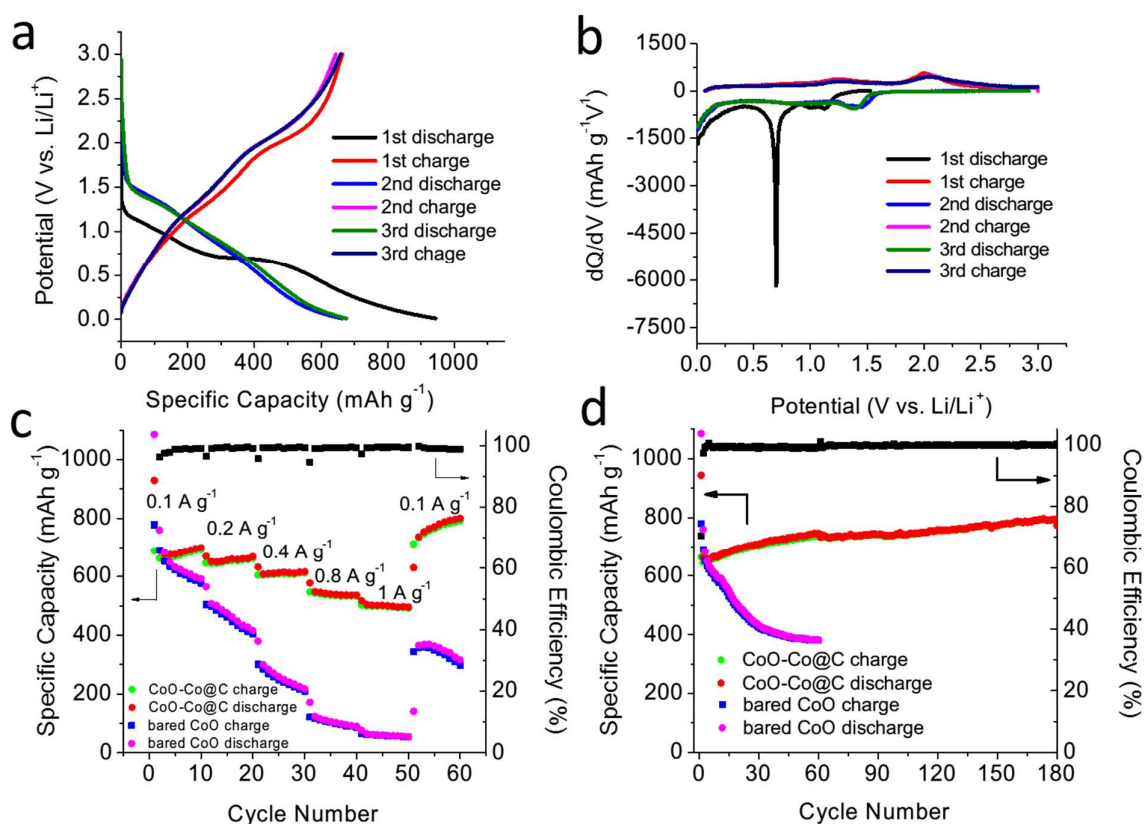 a
Potential (V vs. Li/Li⁺)
3.0
2.5
2.0
1.5
1.0
0.5
0.0
1st discharge
1st charge
2nd discharge
2nd charge
3rd discharge
3rd chage
0 200 400 600 800 1000
Specific Capacity (mAh g⁻¹)
b
dQ/dV (mAh g⁻¹V¹)
1500
0
-1500
-3000
-4500
-6000
-7500
1st discharge
1st charge
2nd discharge
2nd charge
3rd discharge
3rd charge
0.0 0.5 1.0 1.5 2.0 2.5 3.0
Potential (V vs. Li/Li⁺)
c
Specific Capacity (mAh g⁻¹)
1000
800
600
400
200
0
0.1 A g⁻¹
0.2 A g⁻¹
0.4 A g⁻¹
0.8 A g⁻¹
1 A g⁻¹
0.1 A g⁻¹
CoO-Co@C charge
CoO-Co@C discharge
bared CoO charge
bared CoO discharge
100
80
60
40
20
0
Coulombic Efficiency (%)
0 10 20 30 40 50 60
Cycle Number
d
Specific Capacity (mAh g⁻¹)
1000
800
600
400
200
0
CoO-Co@C charge
CoO-Co@C discharge
bared CoO charge
bared CoO discharge
100
80
60
40
20
0
Coulombic Efficiency (%)
0 30 60 90 120 150 180
Cycle Number